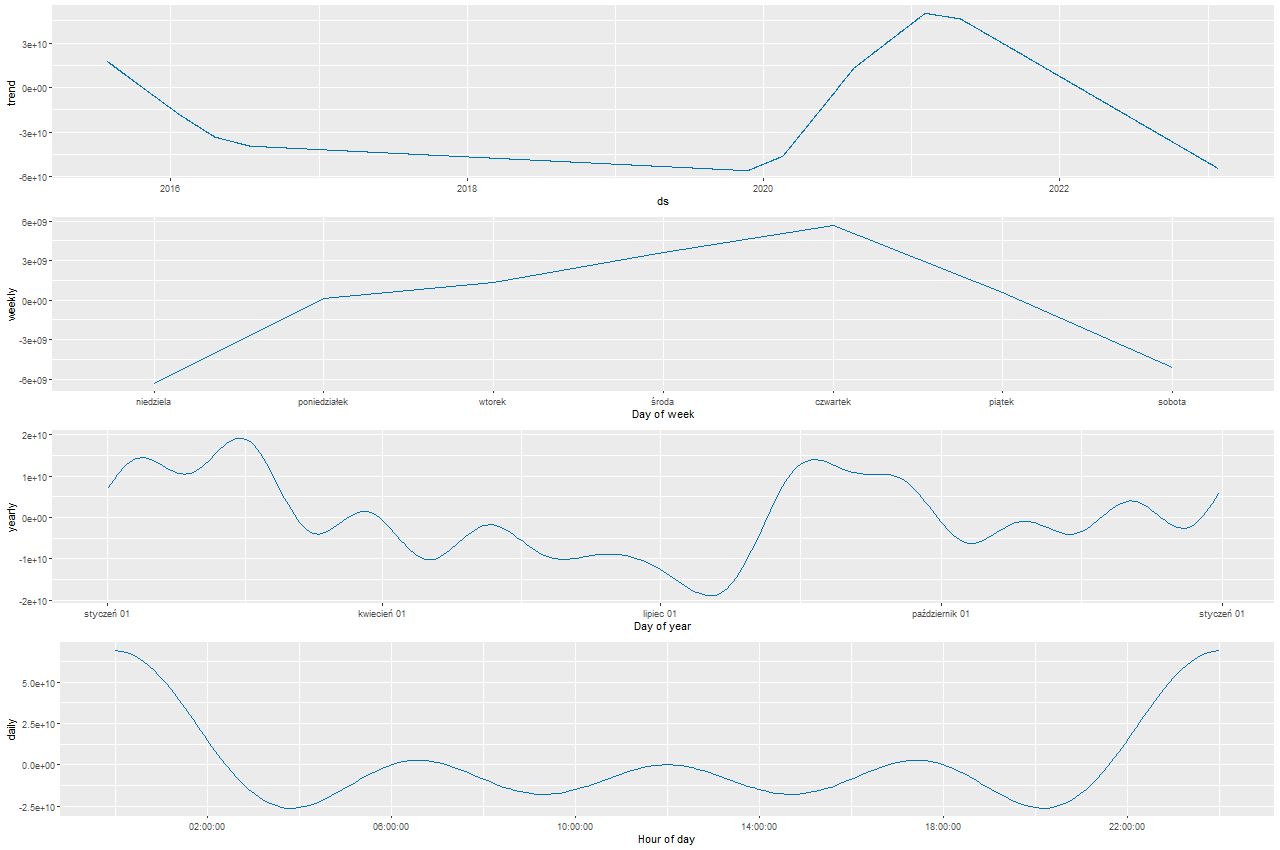 trend
3e+10
0e+00
-3e+10
-6e+10
2016 2018 2020 2022
ds
weekly
6e+09
3e+09
0e+00
-3e+09
-6e+09
niedziela poniedziałek wtorek środa czwartek piątek sobota
Day of week
yearly
2e+10
1e+10
0e+00
-1e+10
-2e+10
styczeń 01 kwiecień 01 lipiec 01 październik 01 styczeń 01
Day of year
daily
5.0e+10
2.5e+10
0.0e+00
-2.5e+10
02:00:00 06:00:00 10:00:00 14:00:00 18:00:00 22:00:00
Hour of day